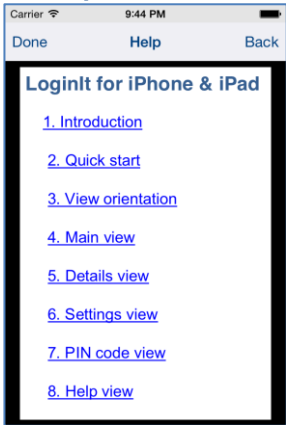 Carrier 9:44 PM
Done Help Back
LoginIt for iPhone & iPad
1. Introduction
2. Quick start
3. View orientation
4. Main view
5. Details view
6. Settings view
7. PIN code view
8. Help view